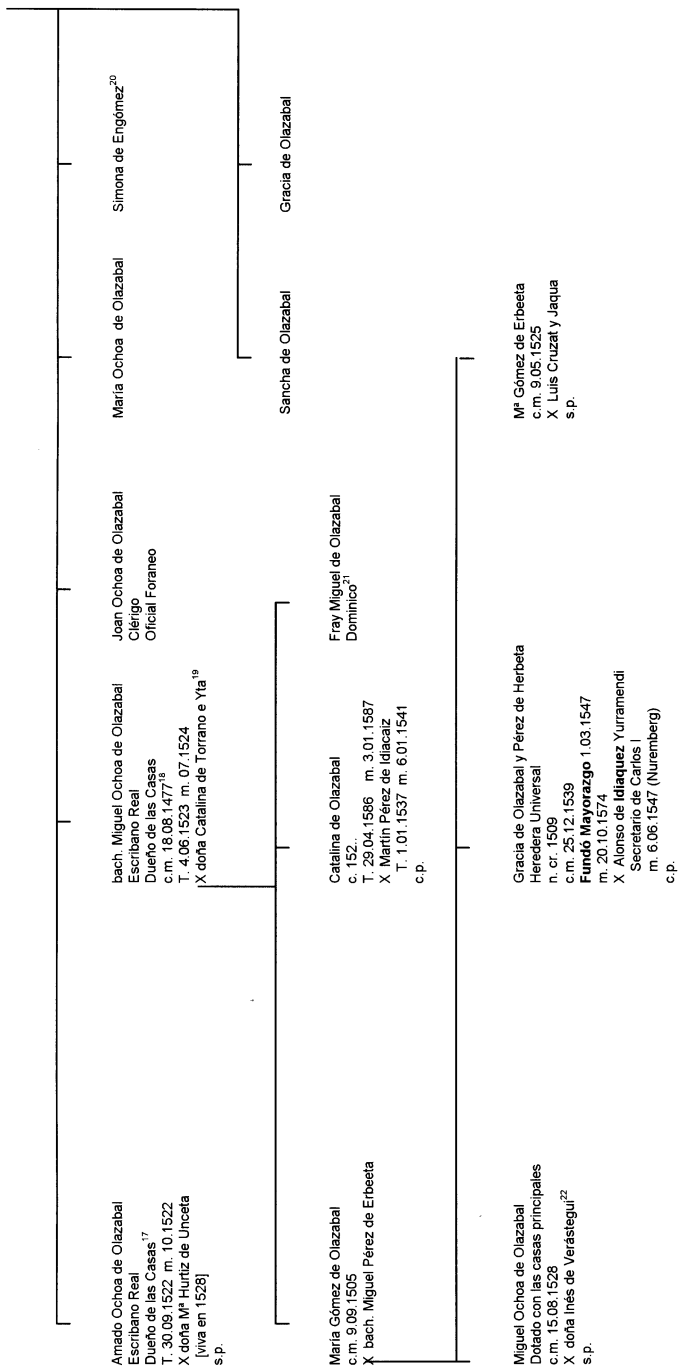 Amado Ochoa de Olazabal
Escribano Real
Dueño de las Casas17
T. 30.09.1522 m. 10.1522
X doña Mª Hurtiz de Unceta
[viva en 1528]
s.p.
bach. Miguel Ochoa de Olazabal
Escribano Real
Dueño de las Casas
c.m. 18.08.147718
T. 4.06.1523 m. 07.1524
X doña Catalina de Torrano e Yta19
Joan Ochoa de Olazabal
Clérigo
Oficial Foraneo
María Ochoa de Olazabal
Simona de Engómez20
María Gómez de Olazabal
c.m. 9.09.1505
X bach. Miguel Pérez de Erbeeta
Catalina de Olazabal
c. 152..
T. 29.04.1586 m. 3.01.1587
X Martín Pérez de Idiacaiz
T. 1.01.1537 m. 6.01.1541
c.p.
Fray Miguel de Olazabal
Dominico21
Sancha de Olazabal
Gracia de Olazabal
Miguel Ochoa de Olazabal
Dotado con las casas principales
c.m. 15.08.1528
X doña Inés de Verástegui22
s.p.
Gracia de Olazabal y Pérez de Herbeta
Heredera Universal
n. cr. 1509
c.m. 25.12.1539
Fundó Mayorazgo 1.03.1547
m. 20.10.1574
X Alonso de Idiaquez Yurramendi
Secretario de Carlos I
m. 6.06.1547 (Nuremberg)
c.p.
Mª Gómez de Erbeeta
c.m. 9.05.1525
X Luis Cruzat y Jaqua
s.p.